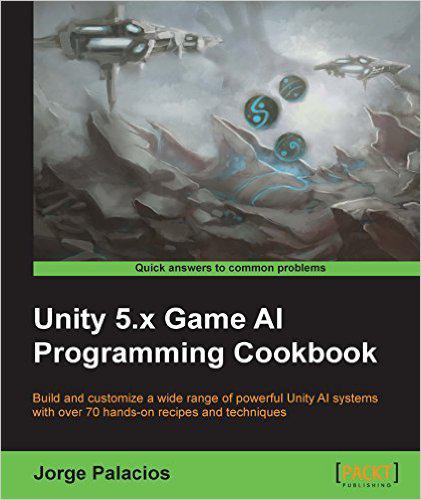 Quick answers to common problems
Unity 5.x Game AI
Programming Cookbook
Build and customize a wide range of powerful Unity AI systems
with over 70 hands-on recipes and techniques
Jorge Palacios
[PACKT]
PUBLISHING